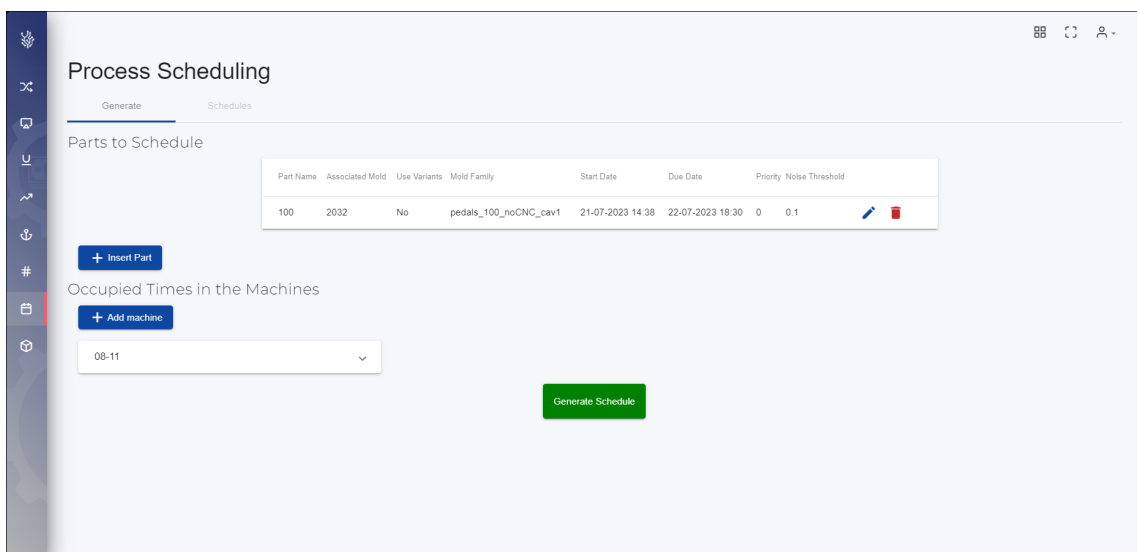 Process Scheduling
Generate Schedules
Parts to Schedule
Part Name Associated Mold Use Variants Mold Family Start Date Due Date Priority Noise Threshold
100 2032 No pedals_100_noCNC_cav1 21-07-2023 14:38 22-07-2023 18:30 0 0.1
+ Insert Part
Occupied Times in the Machines
+ Add machine
08-11
Generate Schedule